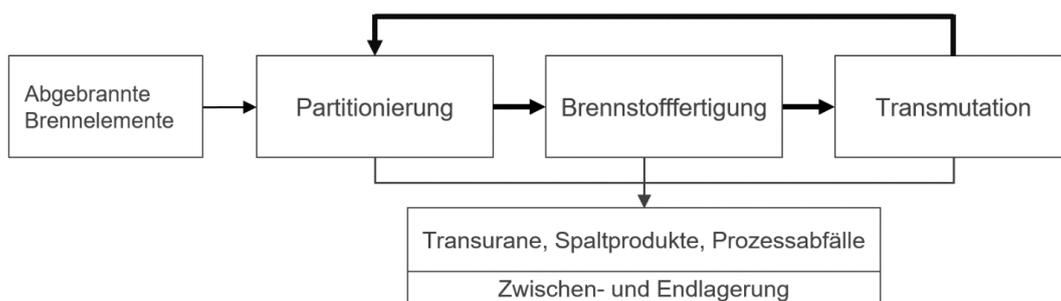 Abgebrannte
Brennelemente
Partitionierung
Brennstofffertigung
Transmutation
Transurane, Spaltprodukte, Prozessabfälle
Zwischen- und Endlagerung